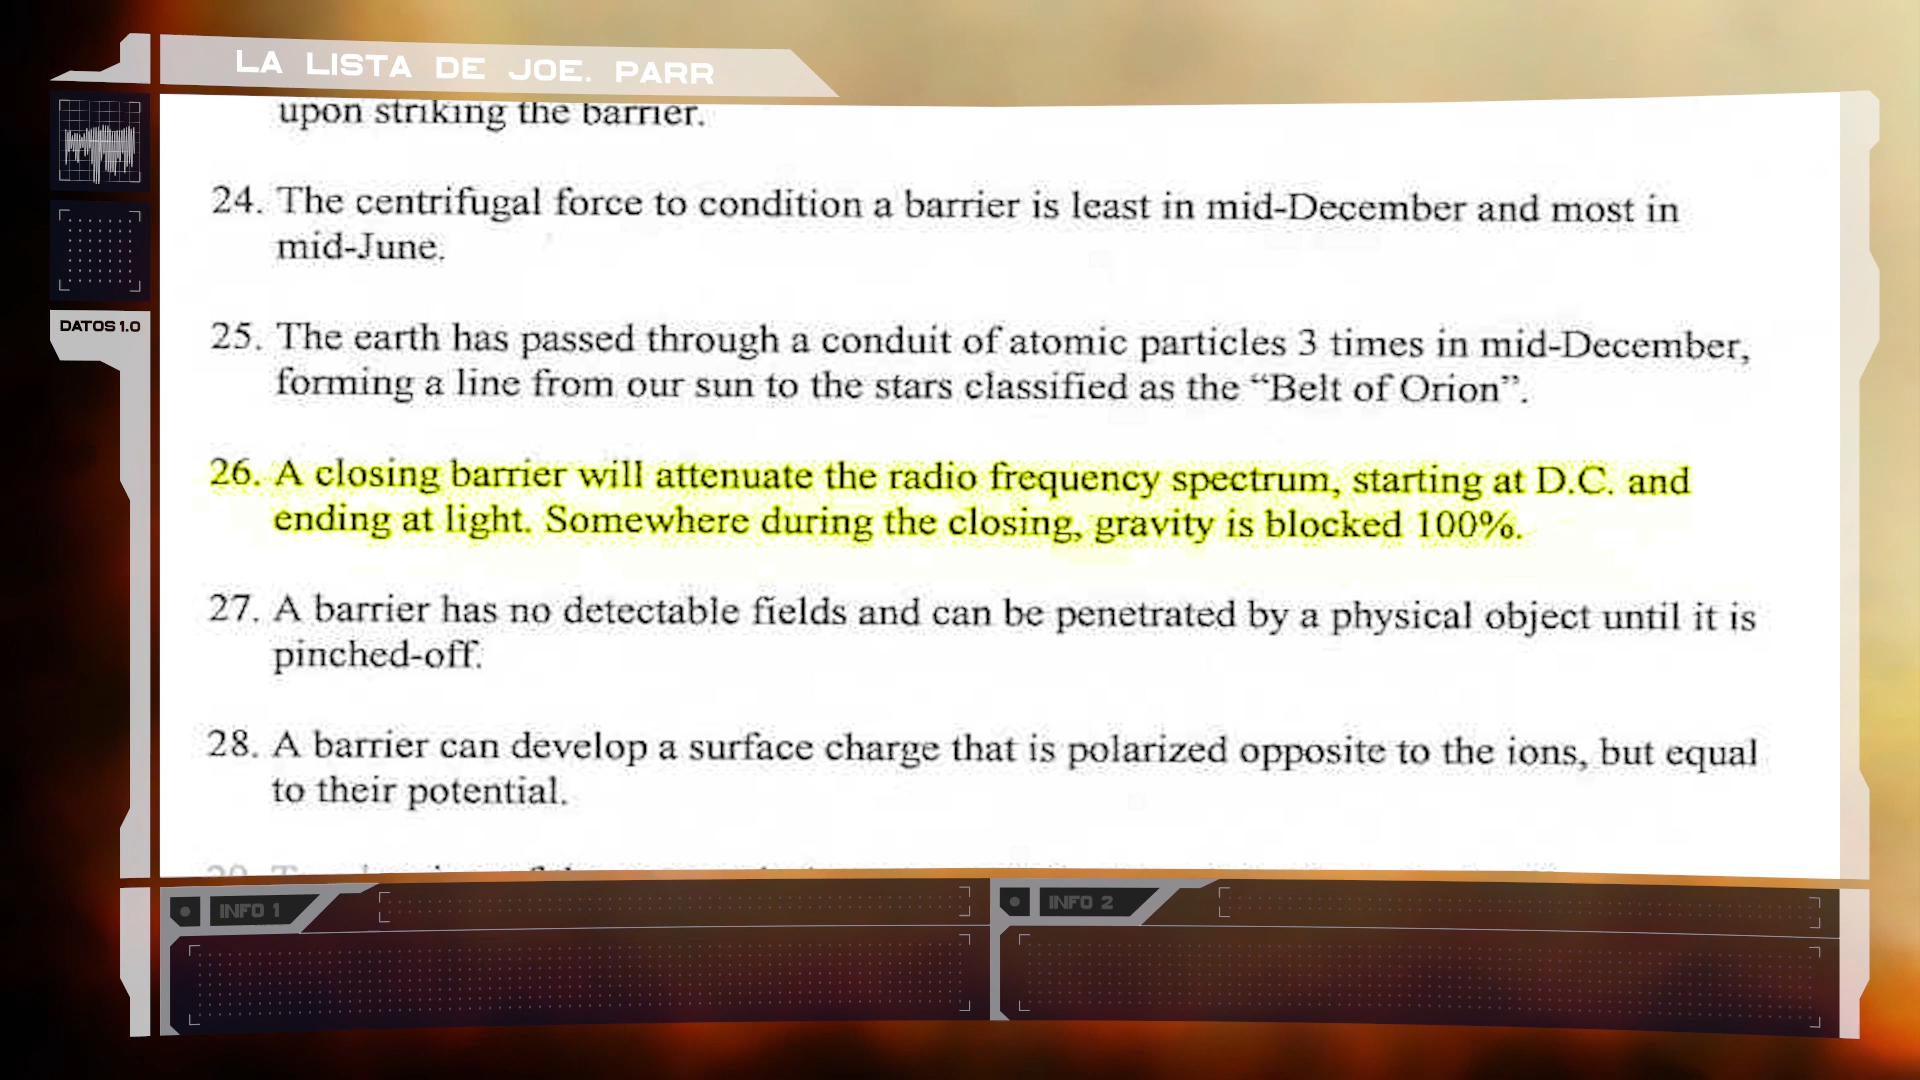 LA LISTA DE JOE. PARR
upon striking the barrier.
24. The centrifugal force to condition a barrier is least in mid-December and most in
mid-June.
25. The earth has passed through a conduit of atomic particles 3 times in mid-December,
forming a line from our sun to the stars classified as the “Belt of Orion”.
DATOS 1.0
26. A closing barrier will attenuate the radio frequency spectrum, starting at D.C. and
ending at light. Somewhere during the closing, gravity is blocked 100%.
27. A barrier has no detectable fields and can be penetrated by a physical object until it is
pinched-off.
28. A barrier can develop a surface charge that is polarized opposite to the ions, but equal
to their potential.
INFO 1
INFO 2